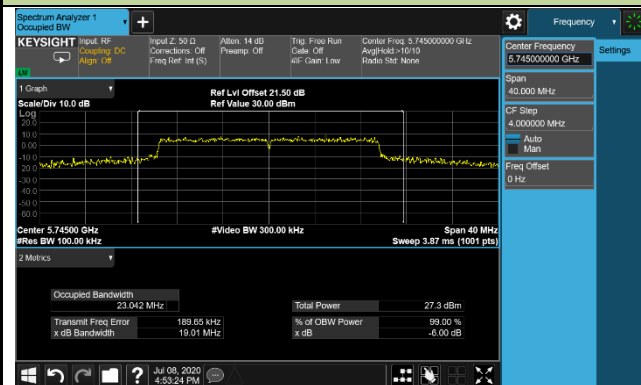 Spectrum Analyzer 1
Occupied BW
Frequency
KEYSIGHT
Input: RF
Coupling: DC
Align: Off
Input Z: 50 Ω
Corrections: Off
Freq Ref: Int (S)
Atten: 14 dB
Preamp: Off
Trig: Free Run
Gate: Off
#IF Gain: Low
Center Freq: 5.745000000 GHz
Avg|Hold:>10/10
Radio Std: None
LW
Center Frequency
5.745000000 GHz
Settings
Span
40.000 MHz
CF Step
4.000000 MHz
Auto
Man
Freq Offset
0 Hz
1 Graph
Scale/Div 10.0 dB
Ref Lvl Offset 21.50 dB
Ref Value 30.00 dBm
Log
20.0
10.0
0.00
-10.0
-20.0
-30.0
-40.0
-50.0
-60.0
Center 5.74500 GHz
#Res BW 100.00 kHz
#Video BW 300.00 kHz
Span 40 MHz
Sweep 3.87 ms (1001 pts)
2 Metrics
Occupied Bandwidth
23.042 MHz
Total Power
27.3 dBm
Transmit Freq Error
189.65 kHz
% of OBW Power
99.00 %
x dB Bandwidth
19.01 MHz
x dB
-6.00 dB
?
Jul 08, 2020
4:53:24 PM